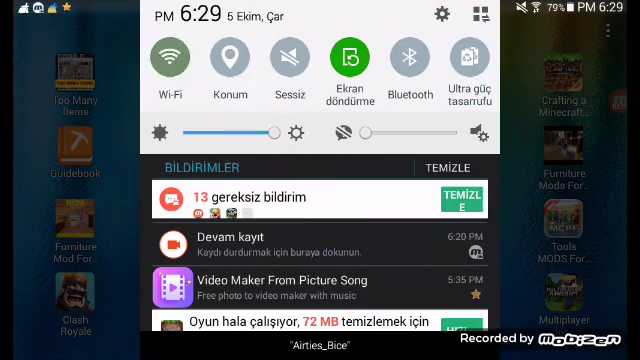 79% PM 6:29
PM 6:29 5 Ekim, Çar
Wi-Fi
Konum
Sessiz
Ekran
döndürme
Bluetooth
Ultra güç
tasarrufu
BİLDİRİMLER
TEMİZLE
13 gereksiz bildirim
TEMİZL
E
Devam kayıt
6:20 PM
Kaydı durdurmak için buraya dokunun.
Video Maker From Picture Song
5:35 PM
Free photo to video maker with music
Oyun hala çalışıyor, 72 MB temizlemek için
"Airties_Bice"
Too Many
Items
Guidebook
Furniture
Mod For...
Clash
Royale
Crafting a
Minecraft...
Furniture
Mods For...
MCPE
Tools
MODS For...
Multiplayer
Recorded by Mobizen